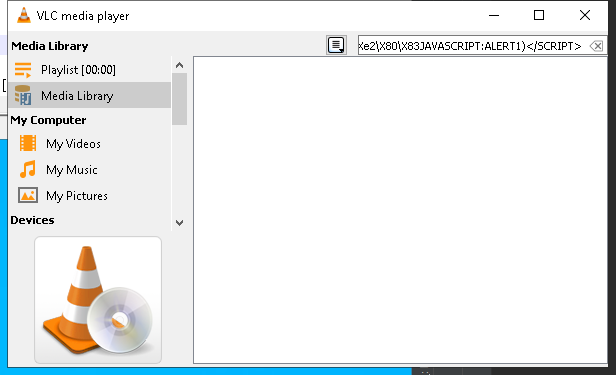 VLC media player
Media Library
Xe2\X80\X83JAVASCRIPT:ALERT1)</SCRIPT>
Playlist [00:00]
Media Library
My Computer
My Videos
My Music
My Pictures
Devices